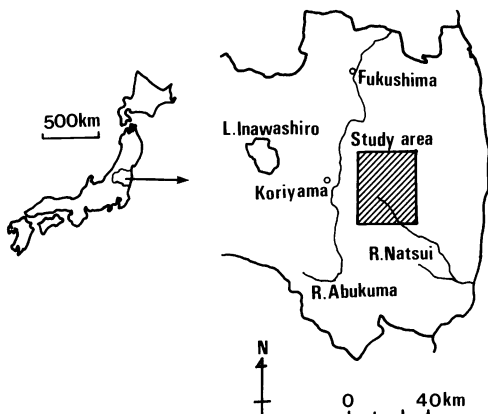 500km
Fukushima
L.Inawashiro
Study area
Koriyama
R.Natsui
R.Abukuma
N
0 40km